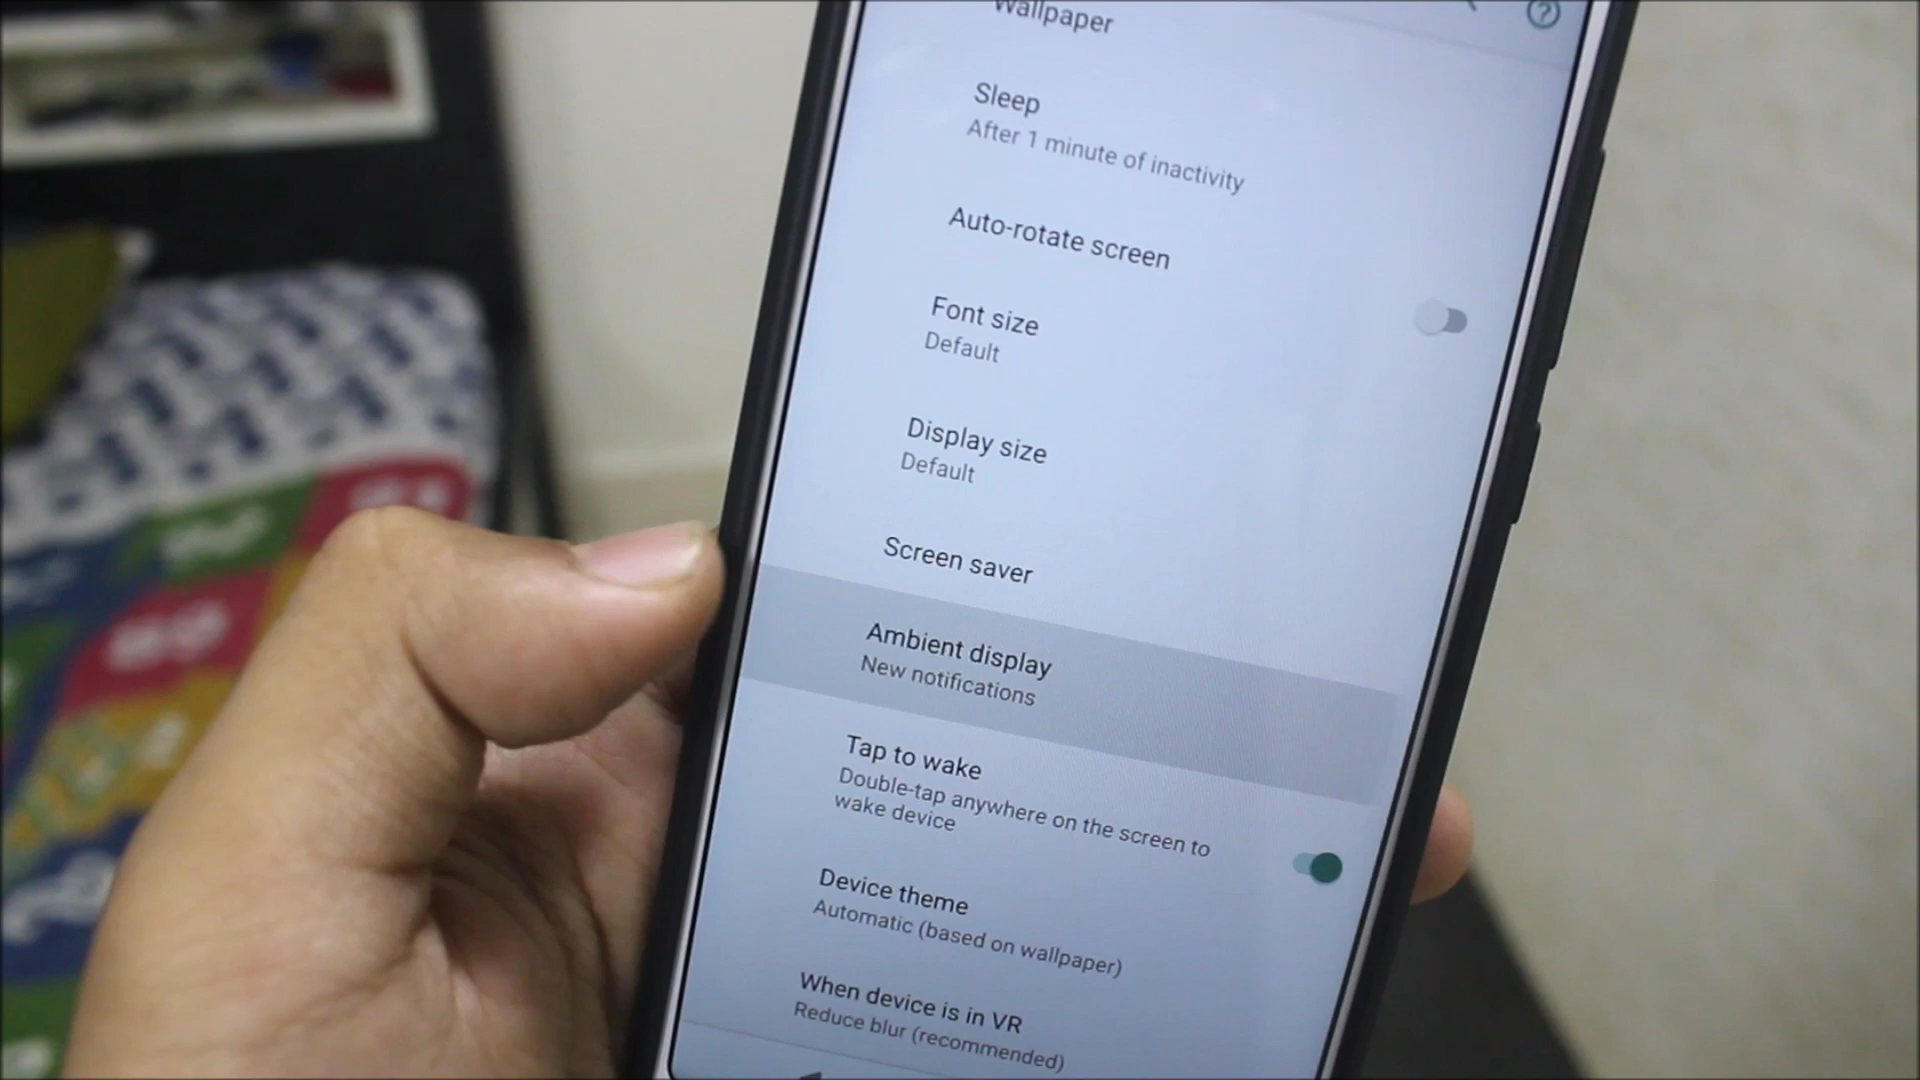 Wallpaper
Sleep
After 1 minute of inactivity
Auto-rotate screen
Font size
Default
Display size
Default
Screen saver
Ambient display
New notifications
Tap to wake
Double-tap anywhere on the screen to
wake device
Device theme
Automatic (based on wallpaper)
When device is in VR
Reduce blur (recommended)